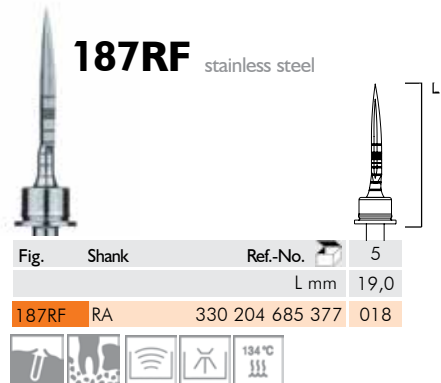 187RF stainless steel
L
Fig. Shank Ref.-No. 5
L mm 19,0
187RF RA 330 204 685 377 018
134 °C